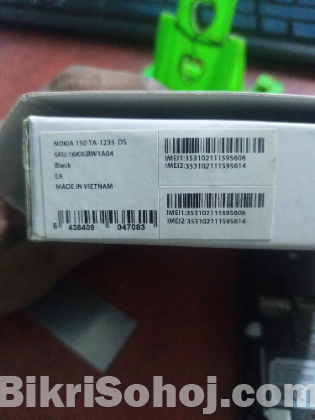 NOKIA 150 TA-1235 DS
SKU:16KIGBW1A04
Black
EA
MADE IN VIETNAM
6 438409 047083
IMEI1:353102111595606
IMEI2:353102111595614
IMEI1:353102111595606
IMEI2:353102111595614
BikriSohoj.com